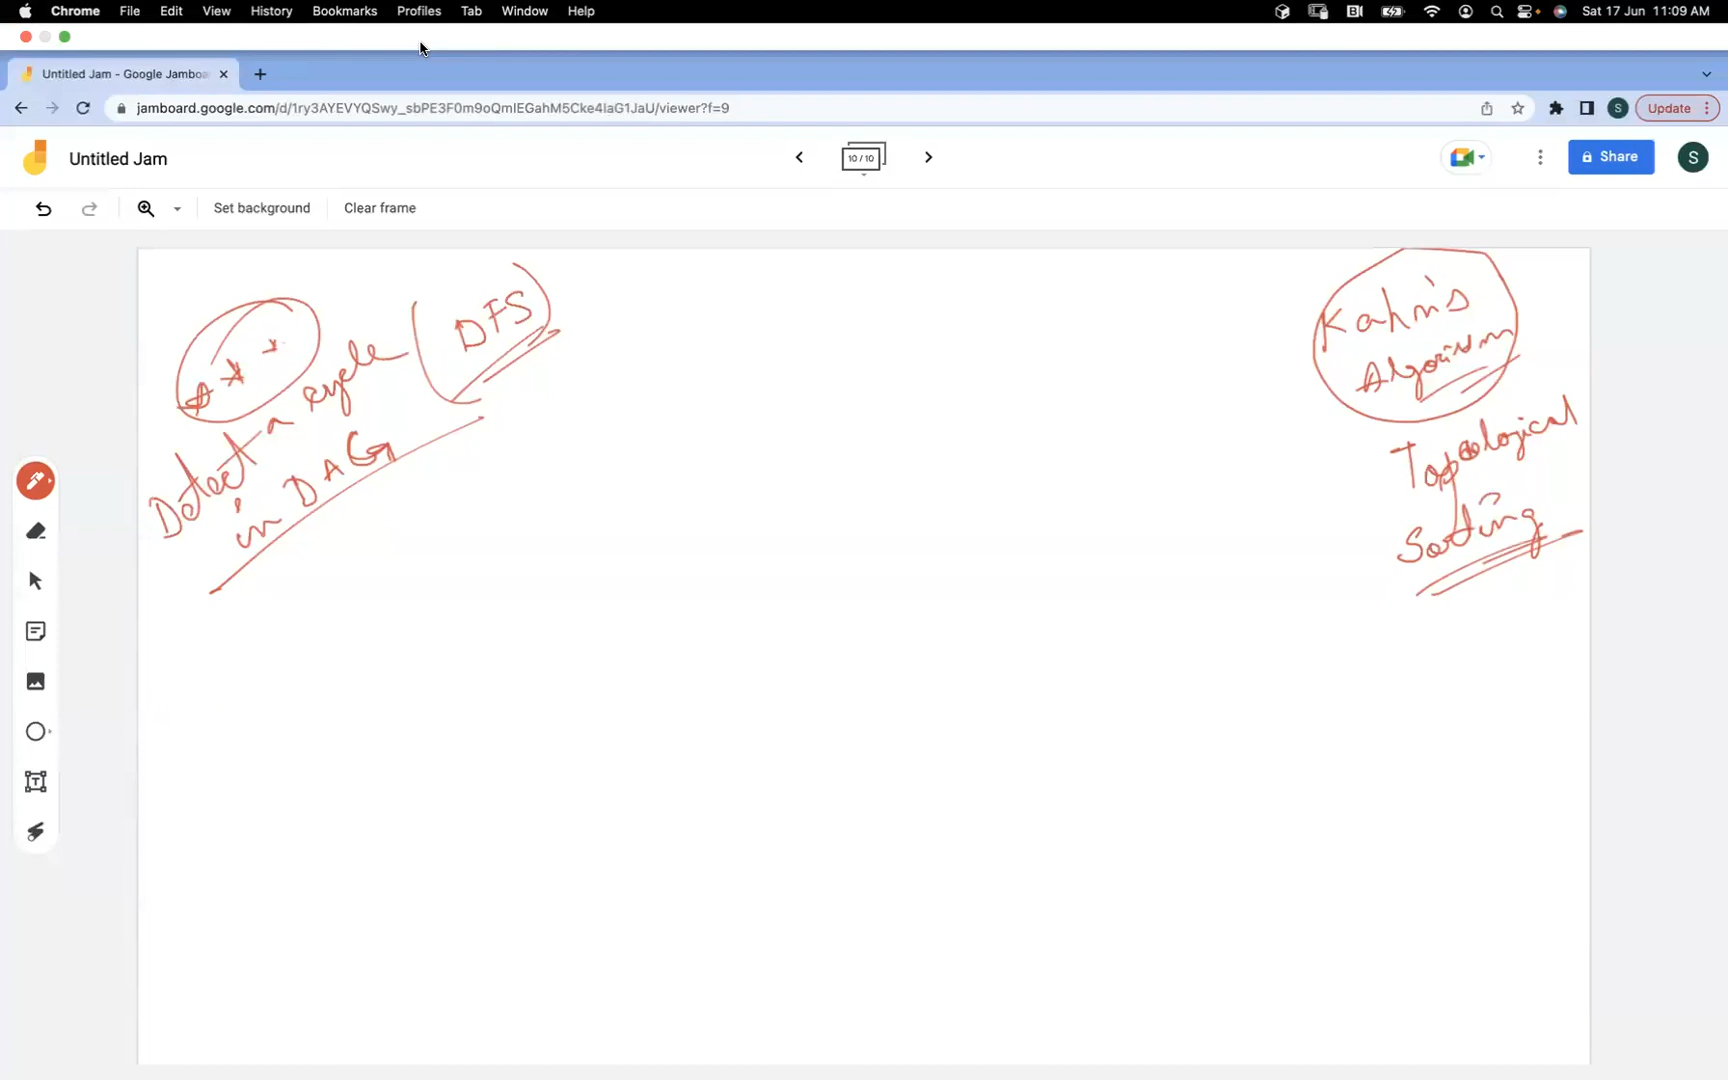 Chrome File Edit View History Bookmarks Profiles Tab Window Help Sat 17 Jun 11:09 AM
Untitled Jam - Google Jamboa
jamboard.google.com/d/1ry3AYEVYQSwy_sbPE3F0m9oQmIEGahM5Cke4laG1JaU/viewer?f=9 S Update
Untitled Jam 10 / 10 Share S
Set background Clear frame
Detect a cycle (DFS)
in DAG
Kahn's
Algorithm
Topological
Sorting